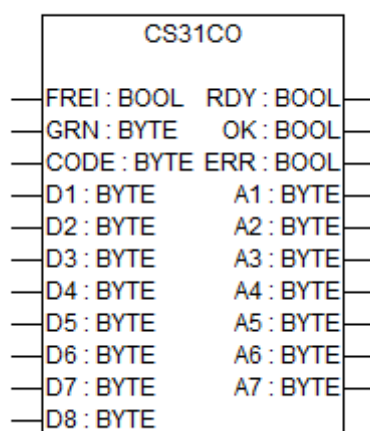 CS31CO
FREI : BOOL RDY : BOOL
GRN : BYTE OK : BOOL
CODE : BYTE ERR : BOOL
D1 : BYTE A1 : BYTE
D2 : BYTE A2 : BYTE
D3 : BYTE A3 : BYTE
D4 : BYTE A4 : BYTE
D5 : BYTE A5 : BYTE
D6 : BYTE A6 : BYTE
D7 : BYTE A7 : BYTE
D8 : BYTE